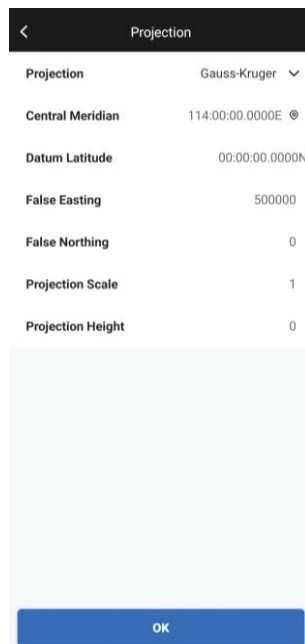 Projection
Projection Gauss-Kruger
Central Meridian 114:00:00.0000E
Datum Latitude 00:00:00.0000N
False Easting 500000
False Northing 0
Projection Scale 1
Projection Height 0
OK